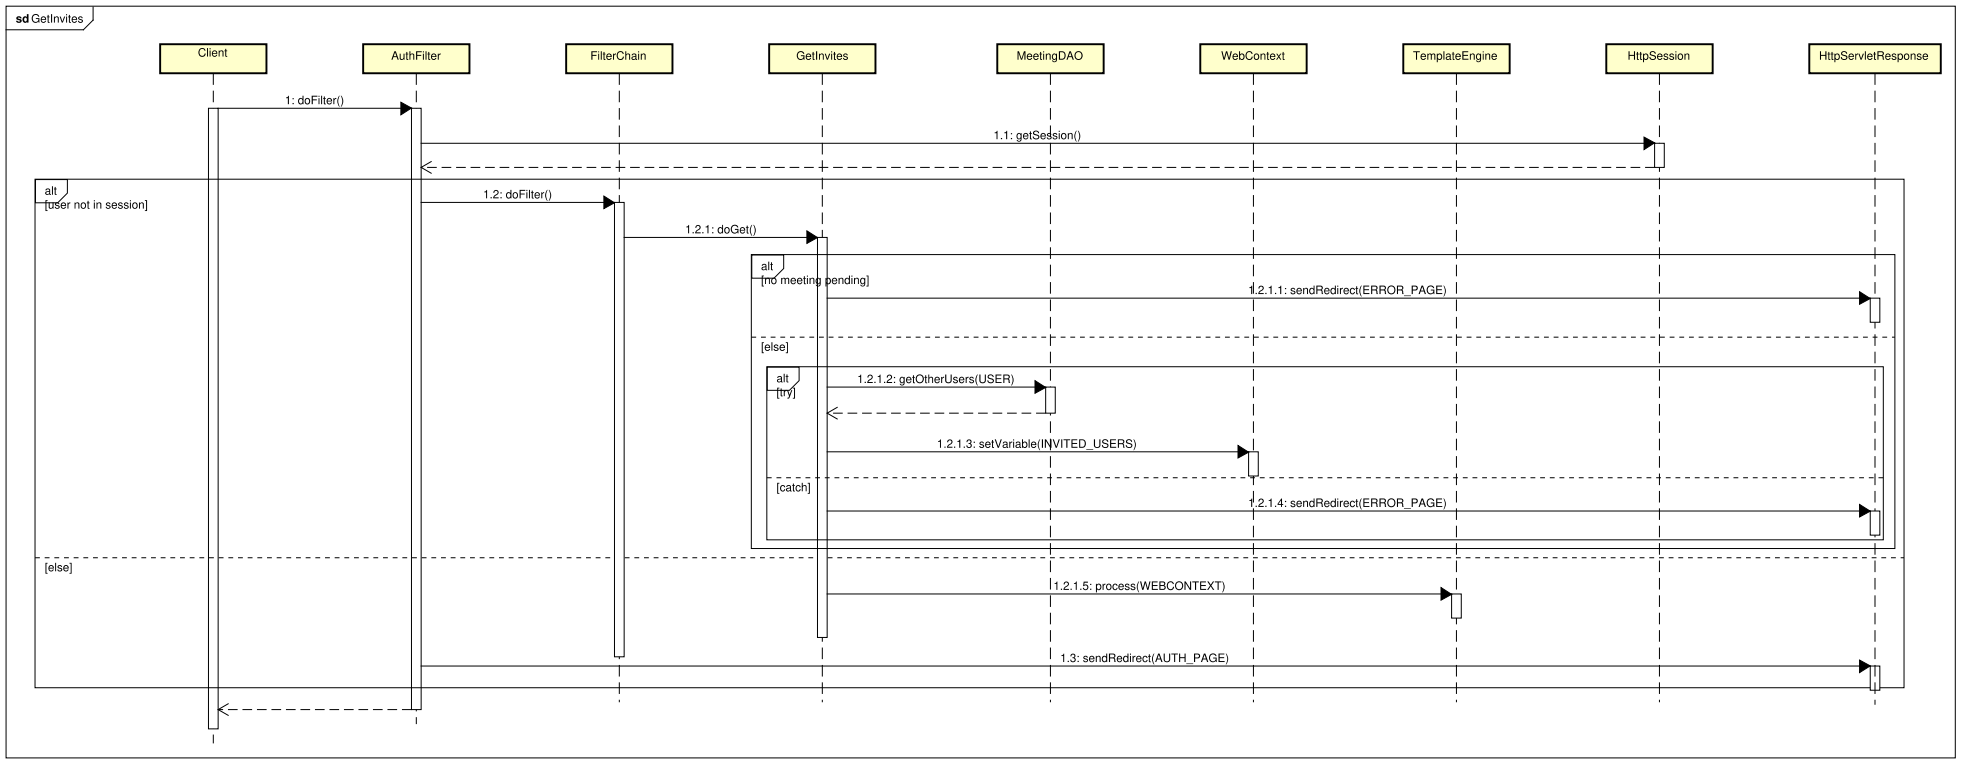 sd GetInvites
Client
AuthFilter
FilterChain
GetInvites
MeetingDAO
WebContext
TemplateEngine
HttpSession
HttpServletResponse
1: doFilter()
1.1: getSession()
alt
[user not in session]
1.2: doFilter()
1.2.1: doGet()
alt
[no meeting pending]
1.2.1.1: sendRedirect(ERROR_PAGE)
[else]
alt
[try]
1.2.1.2: getOtherUsers(USER)
1.2.1.3: setVariable(INVITED_USERS)
[catch]
1.2.1.4: sendRedirect(ERROR_PAGE)
[else]
1.2.1.5: process(WEBCONTEXT)
1.3: sendRedirect(AUTH_PAGE)